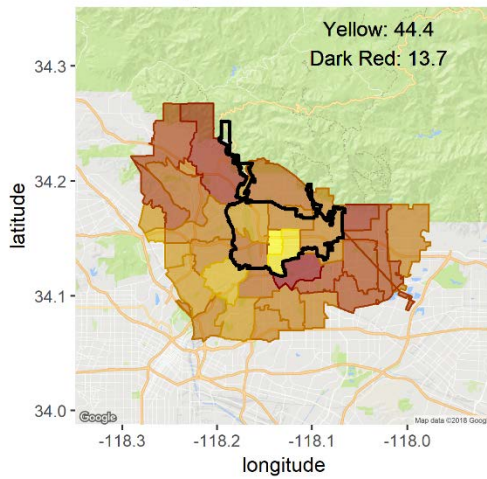 Yellow: 44.4
Dark Red: 13.7
34.3
34.2
34.1
34.0
latitude
Google
Map data ©2018 Goog
-118.3
-118.2
-118.1
-118.0
longitude